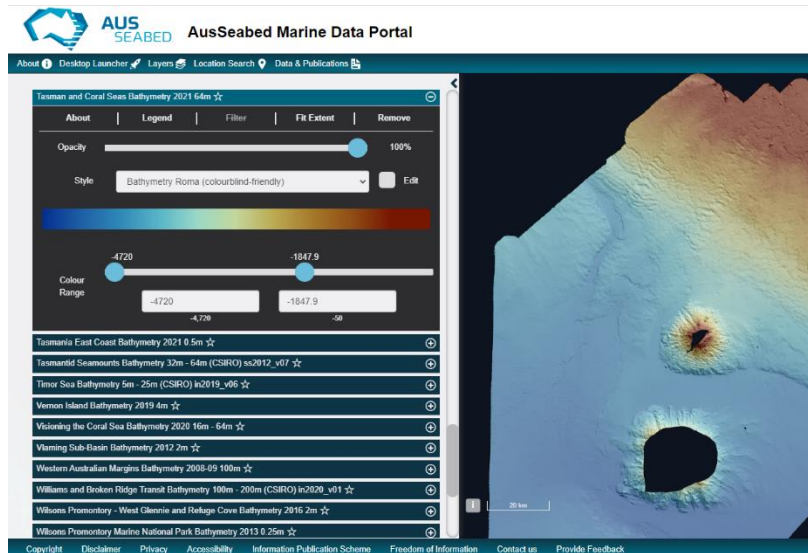 AUS
SEABED
AusSeabed Marine Data Portal
About Desktop Launcher Layers Location Search Data & Publications
Tasman and Coral Seas Bathymetry 2021 64m
About | Legend | Filter | Fit Extent | Remove
Opacity 100%
Style Bathymetry Roma (colourblind-friendly) Edit
-4720 -1847.9
Colour
Range
-4720 -1847.9
-4,720 -50
Tasmania East Coast Bathymetry 2021 0.5m
Tasmantid Seamounts Bathymetry 32m - 64m (CSIRO) ss2012_v07
Timor Sea Bathymetry 5m - 25m (CSIRO) in2019_v06
Vernon Island Bathymetry 2019 4m
Visioning the Coral Sea Bathymetry 2020 16m - 64m
Vlaming Sub-Basin Bathymetry 2012 2m
Western Australian Margins Bathymetry 2008-09 100m
Williams and Broken Ridge Transit Bathymetry 100m - 200m (CSIRO) in2020_v01
Wilsons Promontory - West Glennie and Refuge Cove Bathymetry 2016 2m
Wilsons Promontory Marine National Park Bathymetry 2013 0.25m
20 km
Copyright Disclaimer Privacy Accessibility Information Publication Scheme Freedom of Information Contact us Provide Feedback